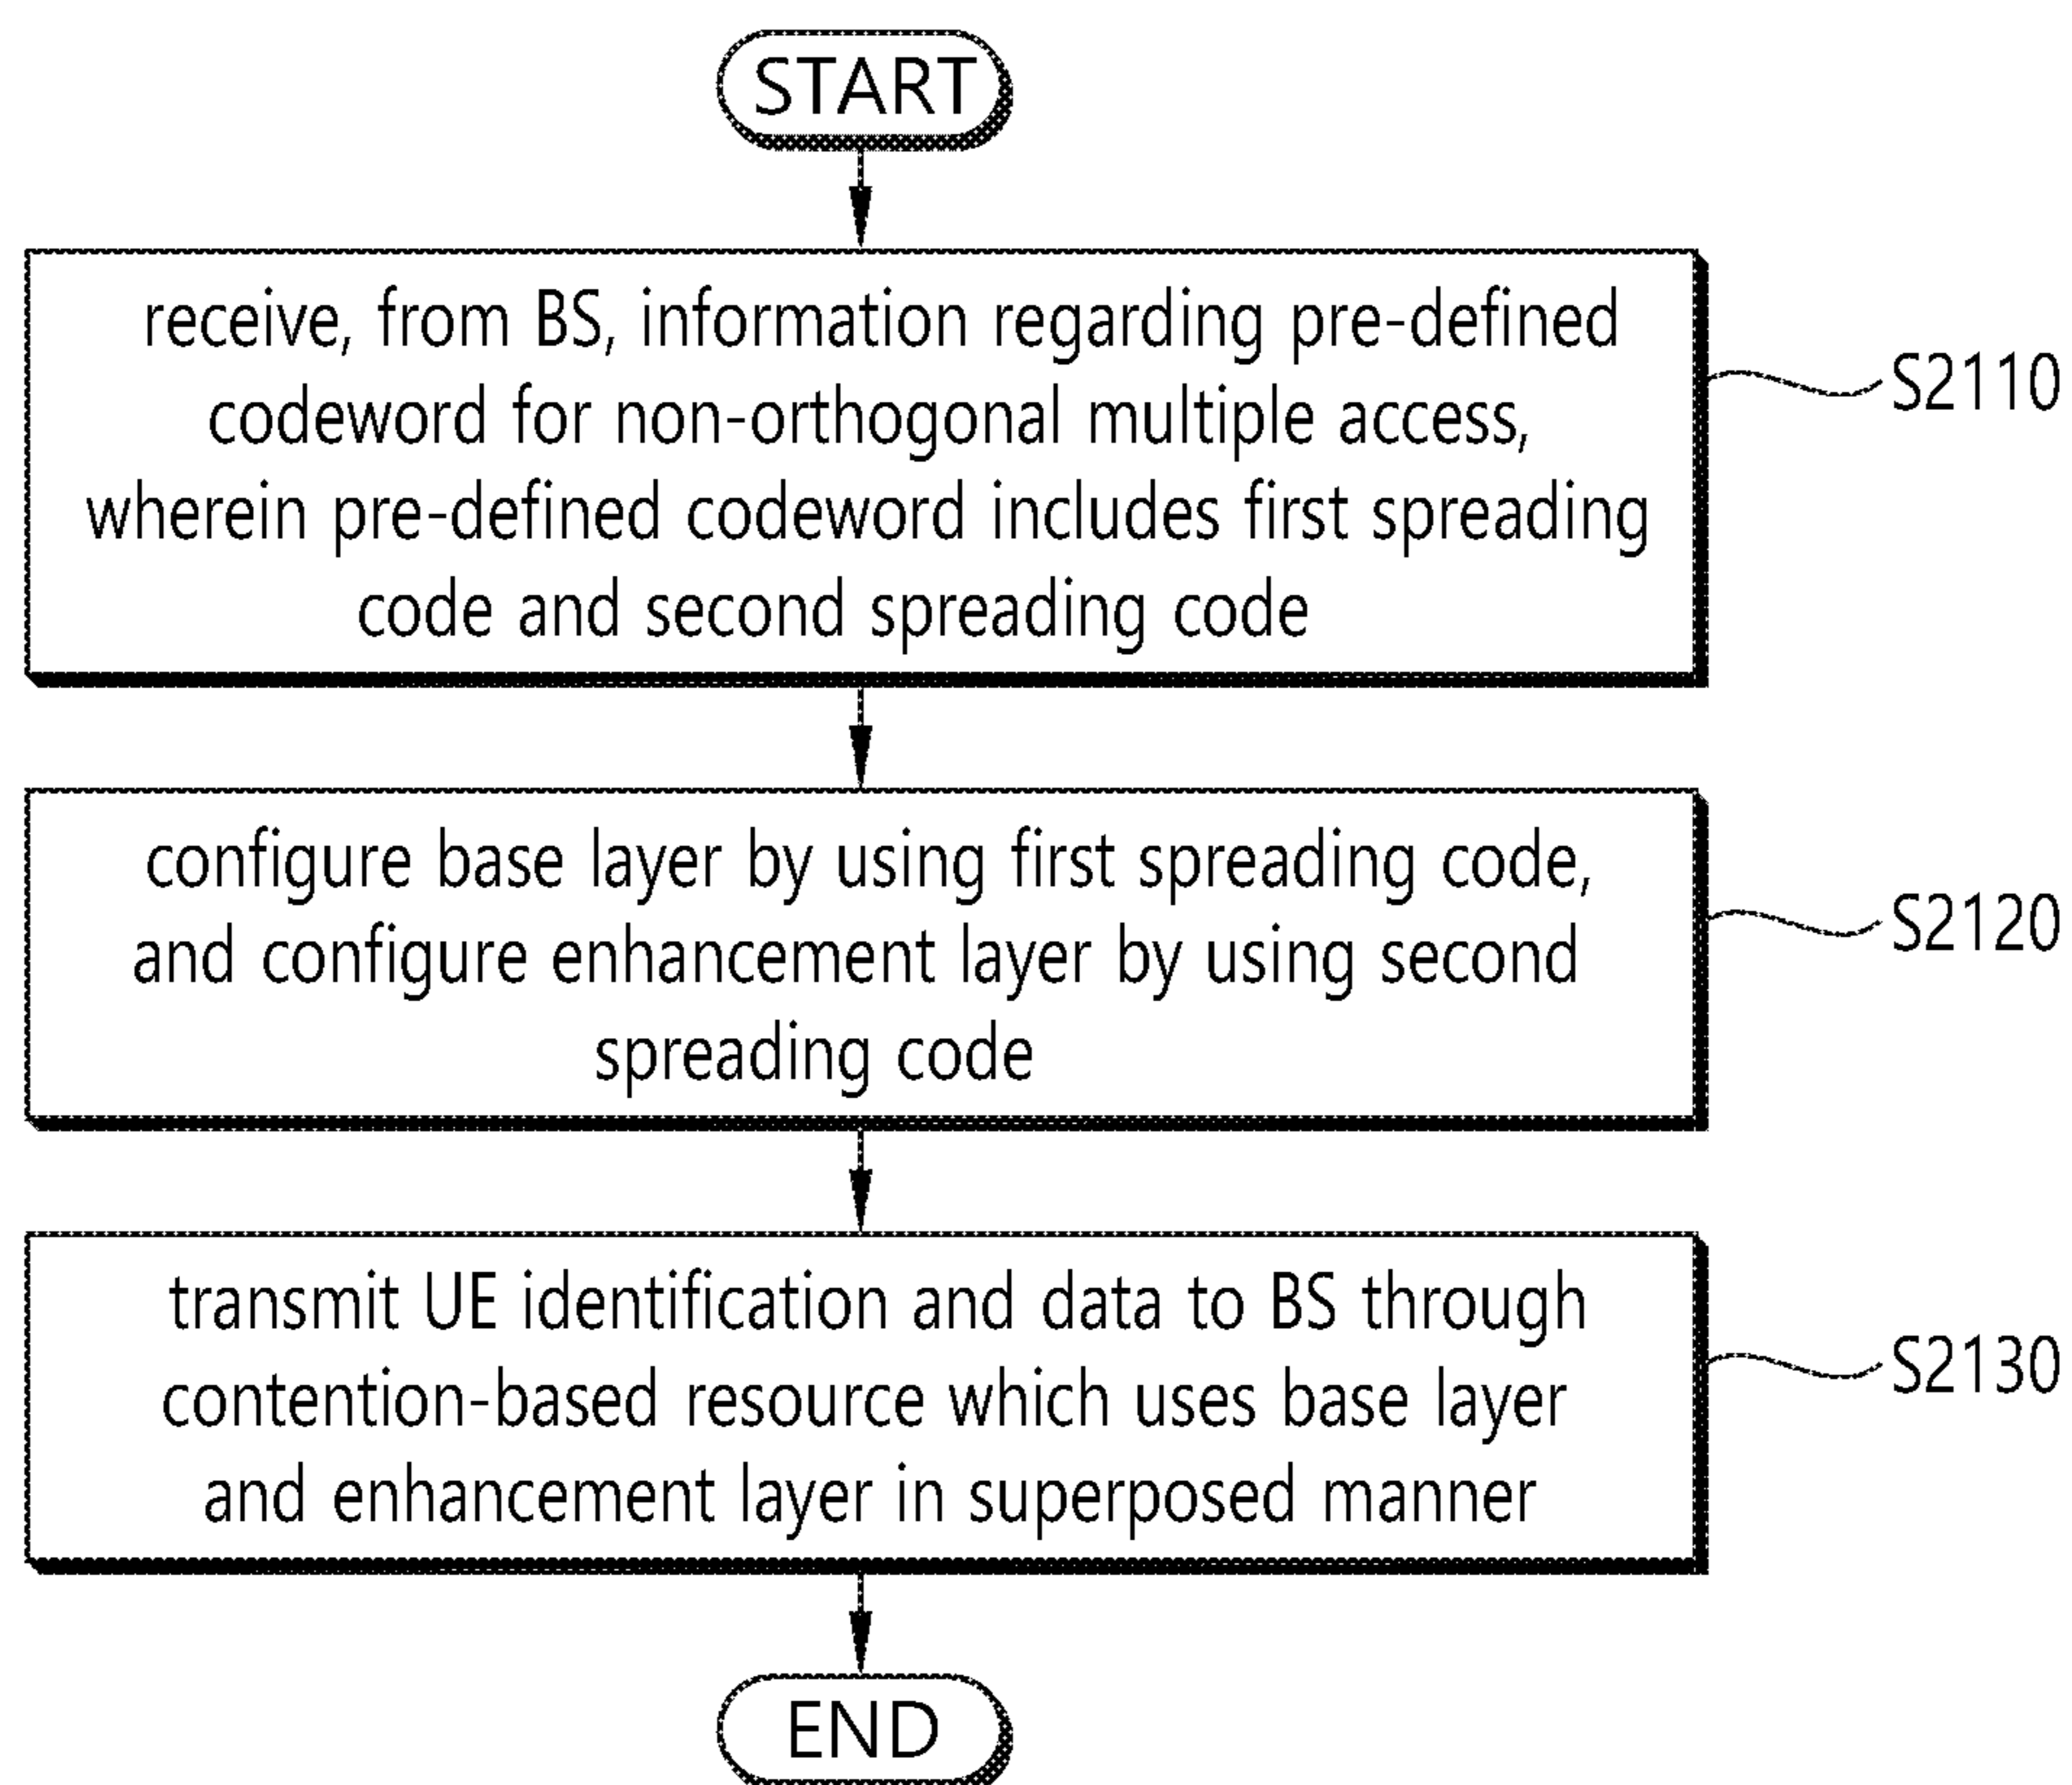 START
receive, from BS, information regarding pre-defined
codeword for non-orthogonal multiple access,
wherein pre-defined codeword includes first spreading
code and second spreading code
S2110
configure base layer by using first spreading code,
and configure enhancement layer by using second
spreading code
S2120
transmit UE identification and data to BS through
contention-based resource which uses base layer
and enhancement layer in superposed manner
S2130
END